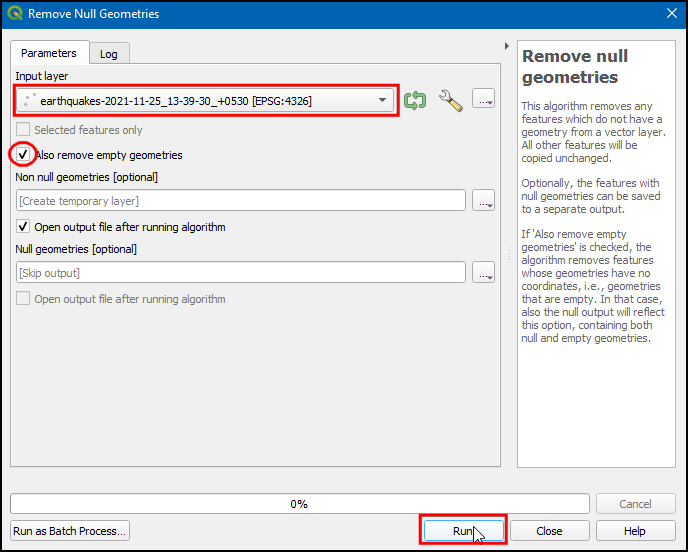 Remove Null Geometries
Parameters
Log
Input layer
earthquakes-2021-11-25_13-39-30_+0530 [EPSG:4326]
...
Selected features only
Also remove empty geometries
Non null geometries [optional]
[Create temporary layer]
...
Open output file after running algorithm
Null geometries [optional]
[Skip output]
...
Open output file after running algorithm
Remove null
geometries
This algorithm removes any
features which do not have a
geometry from a vector layer.
All other features will be
copied unchanged.
Optionally, the features with
null geometries can be saved
to a separate output.
If 'Also remove empty
geometries' is checked, the
algorithm removes features
whose geometries have no
coordinates, i.e., geometries
that are empty. In that case,
also the null output will reflect
this option, containing both
null and empty geometries.
0%
Cancel
Run as Batch Process...
Run
Close
Help